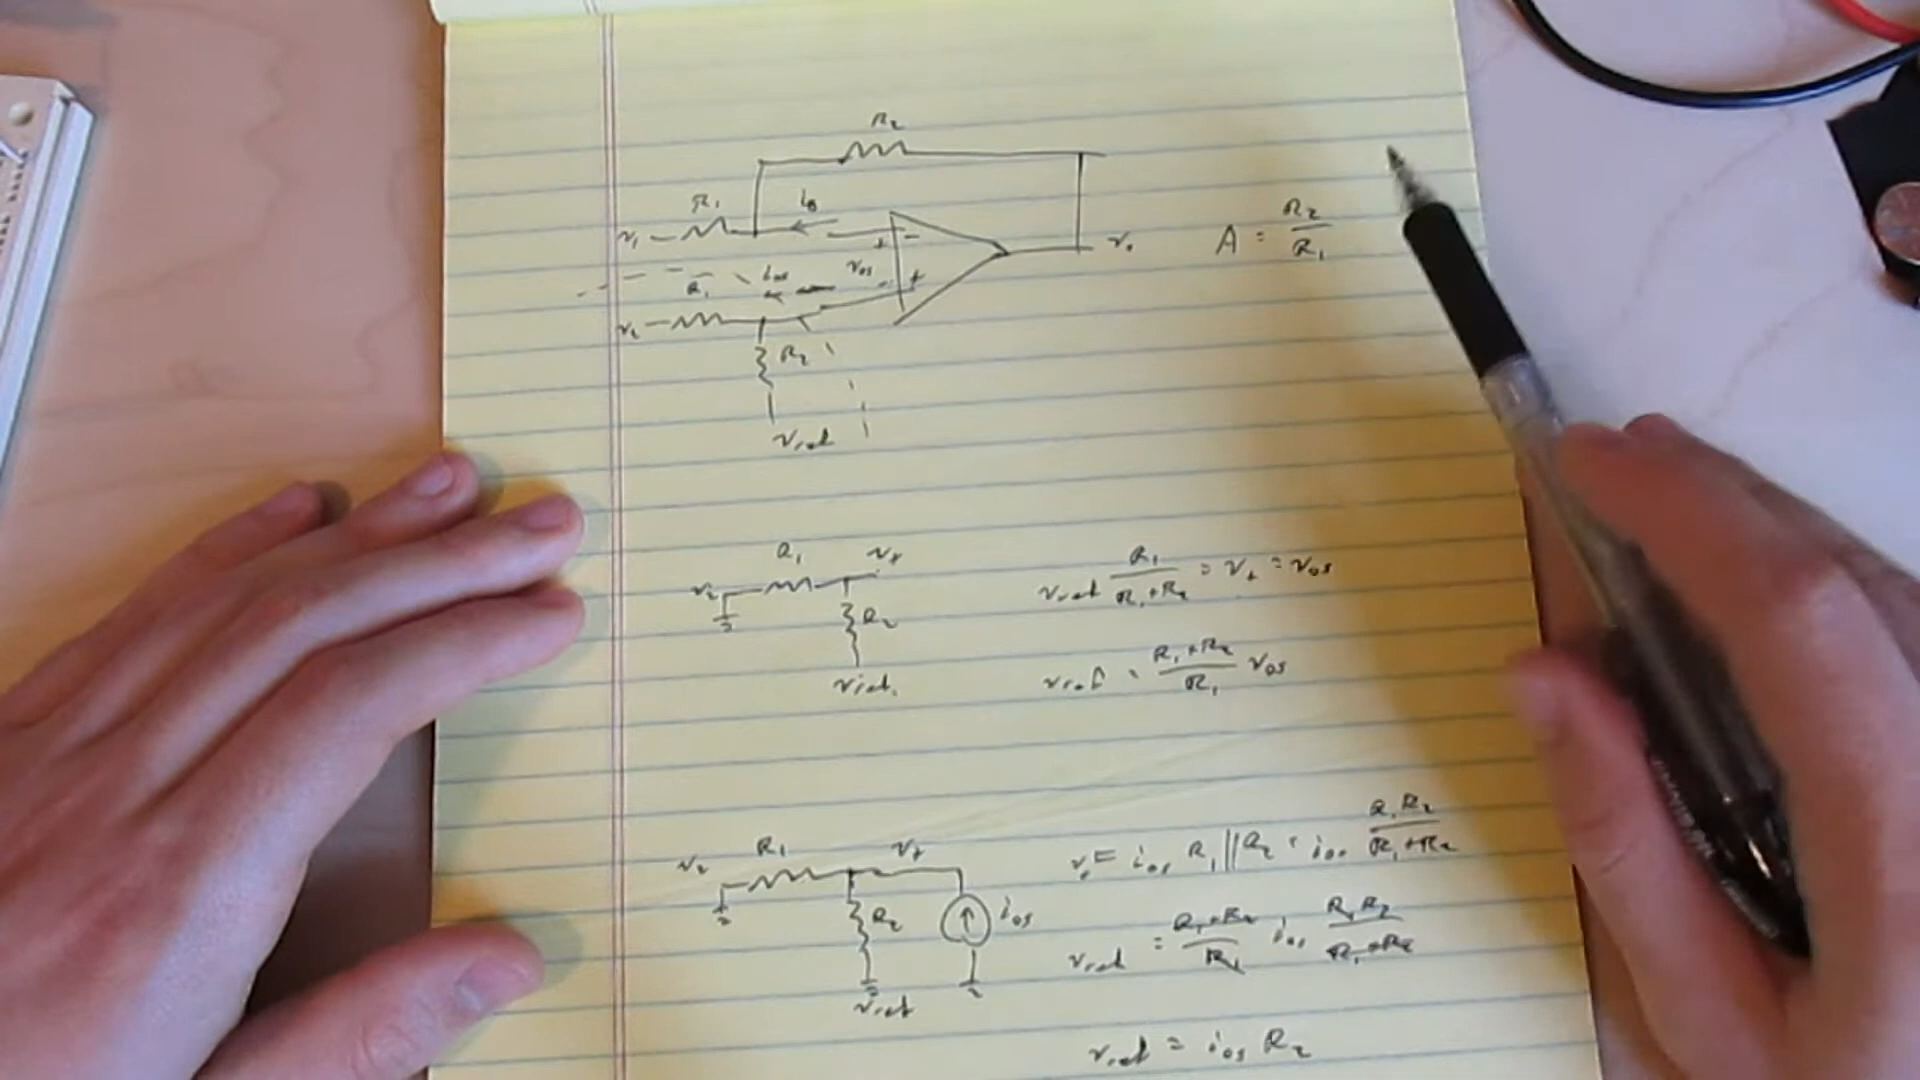 R2
R1 iB
v1 - vo A = R2/R1
+
ios vos
R1 - +
v2
R2
vref
R1 v+ vref R1/(R1+R2) = v+ = vos
v2
R2
vref = (R1+R2)/R1 vos
vref
v2 R1 v+ v+= ios R1||R2 = ios R1R2/(R1+R2)
R2 ios
vref = (R1+R2)/R1 ios R1R2/(R1+R2)
vref
vref = ios R2